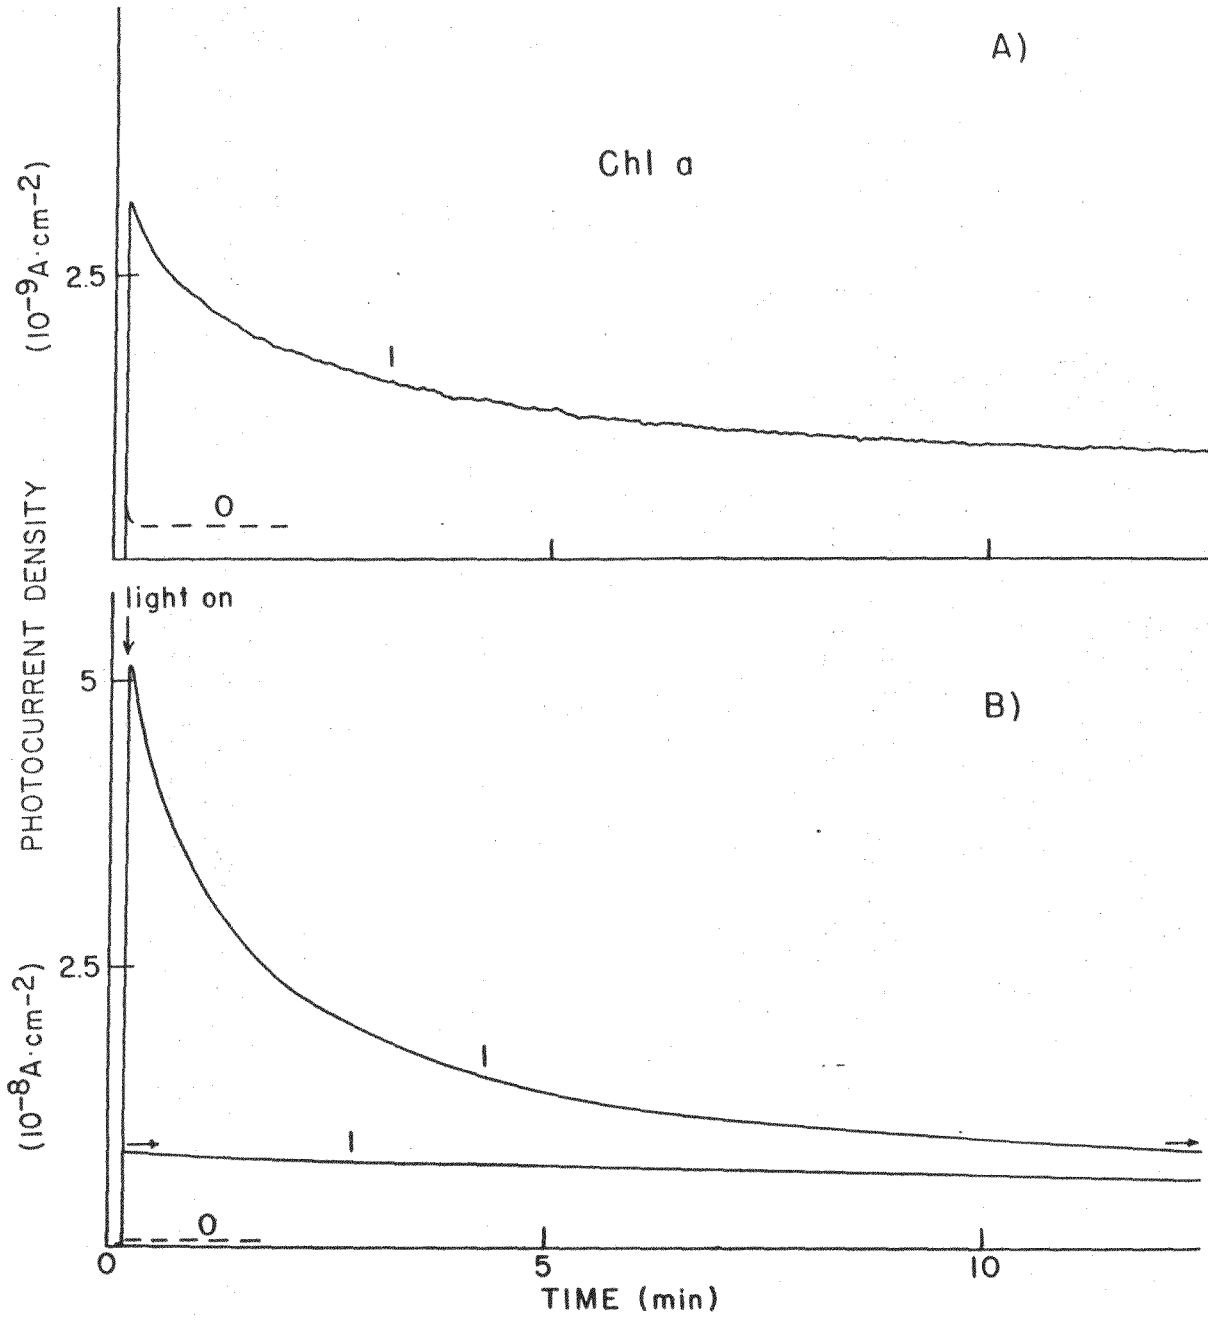 A)
Chl a
(10⁻⁹A·cm⁻²)
2.5
I
O
PHOTOCURRENT DENSITY
light on
5
B)
(10⁻⁸A·cm⁻²)
2.5
I
I
O
0
5
10
TIME (min)